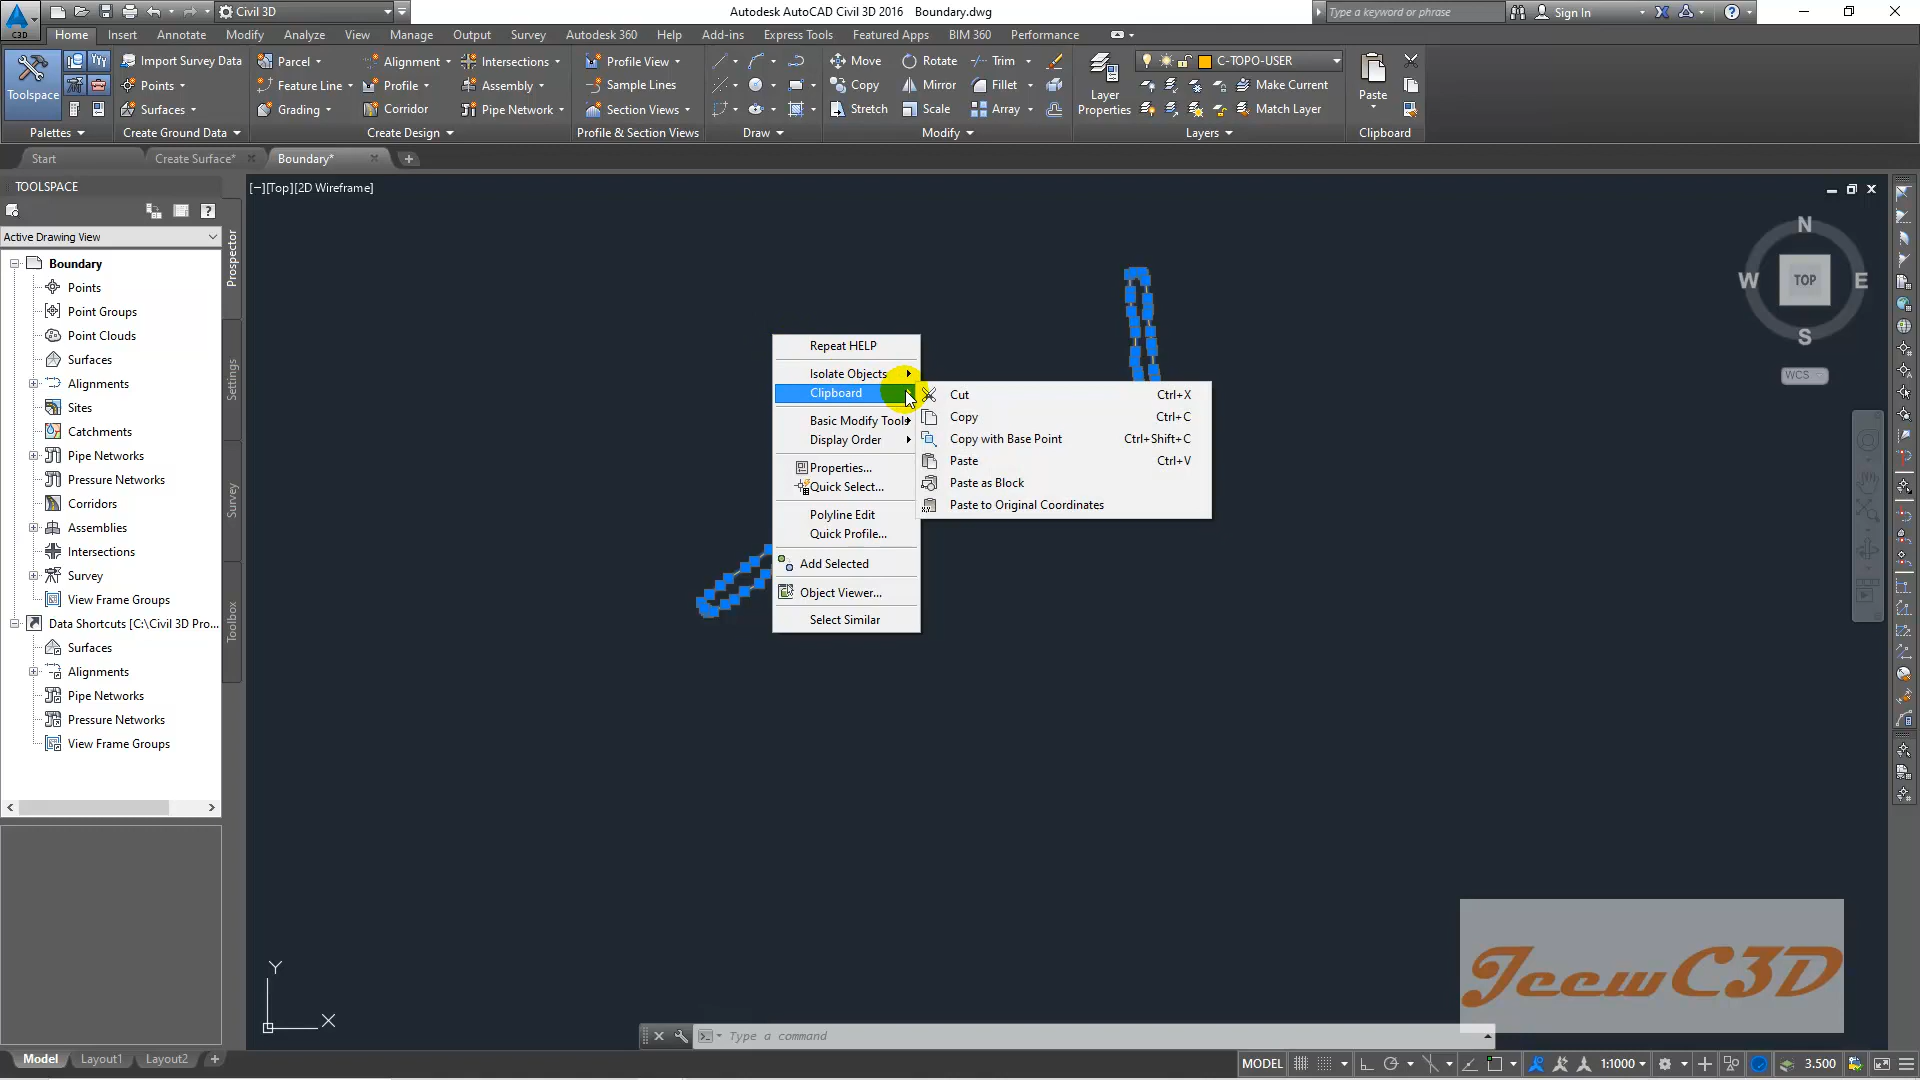 C3D
Civil 3D
Autodesk AutoCAD Civil 3D 2016 Boundary.dwg
Type a keyword or phrase
Sign In
Home Insert Annotate Modify Analyze View Manage Output Survey Autodesk 360 Help Add-ins Express Tools Featured Apps BIM 360 Performance
Toolspace
Import Survey Data
Points
Surfaces
Parcel
Feature Line
Grading
Alignment
Profile
Corridor
Intersections
Assembly
Pipe Network
Profile View
Sample Lines
Section Views
Move
Copy
Stretch
Rotate
Mirror
Scale
Trim
Fillet
Array
Layer
Properties
C-TOPO-USER
Make Current
Match Layer
Paste
Palettes Create Ground Data Create Design Profile & Section Views Draw Modify Layers Clipboard
Start Create Surface* Boundary*
TOOLSPACE
Active Drawing View
Boundary
Points
Point Groups
Point Clouds
Surfaces
Alignments
Sites
Catchments
Pipe Networks
Pressure Networks
Corridors
Assemblies
Intersections
Survey
View Frame Groups
Data Shortcuts [C:\Civil 3D Pro...
Surfaces
Alignments
Pipe Networks
Pressure Networks
View Frame Groups
Prospector
Settings
Survey
Toolbox
[−][Top][2D Wireframe]
N
W TOP E
S
WCS
Repeat HELP
Isolate Objects
Clipboard
Basic Modify Tools
Display Order
Properties...
Quick Select...
Polyline Edit
Quick Profile...
Add Selected
Object Viewer...
Select Similar
Cut Ctrl+X
Copy Ctrl+C
Copy with Base Point Ctrl+Shift+C
Paste Ctrl+V
Paste as Block
Paste to Original Coordinates
Y
X
JeewC3D
Type a command
Model Layout1 Layout2
MODEL 1:1000 3.500